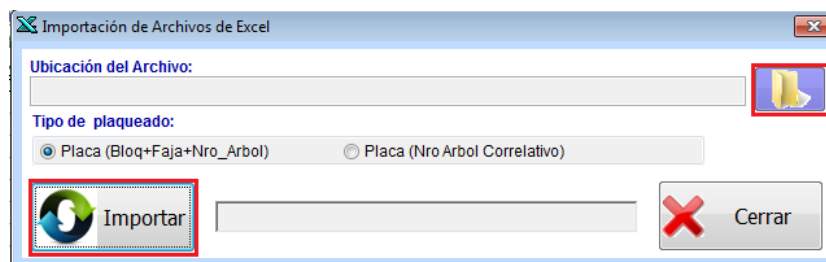 Importación de Archivos de Excel
Ubicación del Archivo:
Tipo de plaqueado:
Placa (Bloq+Faja+Nro_Arbol) Placa (Nro Arbol Correlativo)
Importar Cerrar